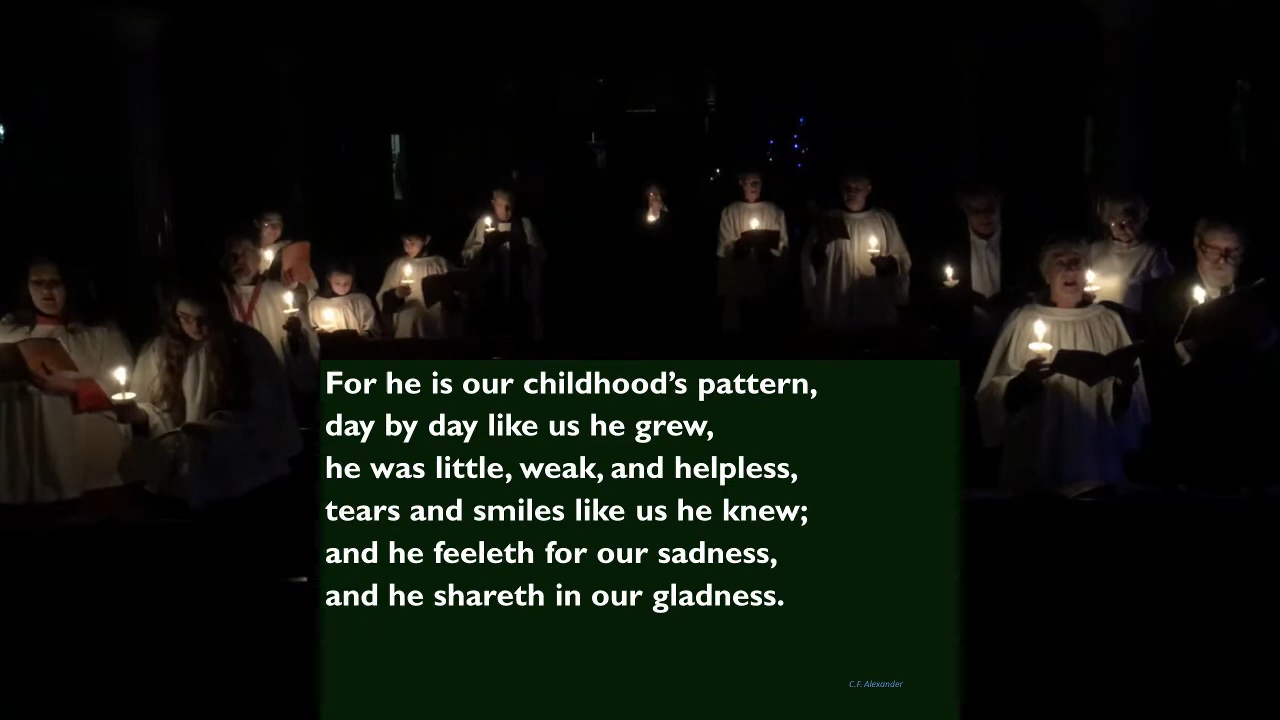 For he is our childhood’s pattern,
day by day like us he grew,
he was little, weak, and helpless,
tears and smiles like us he knew;
and he feeleth for our sadness,
and he shareth in our gladness.
C.F. Alexander